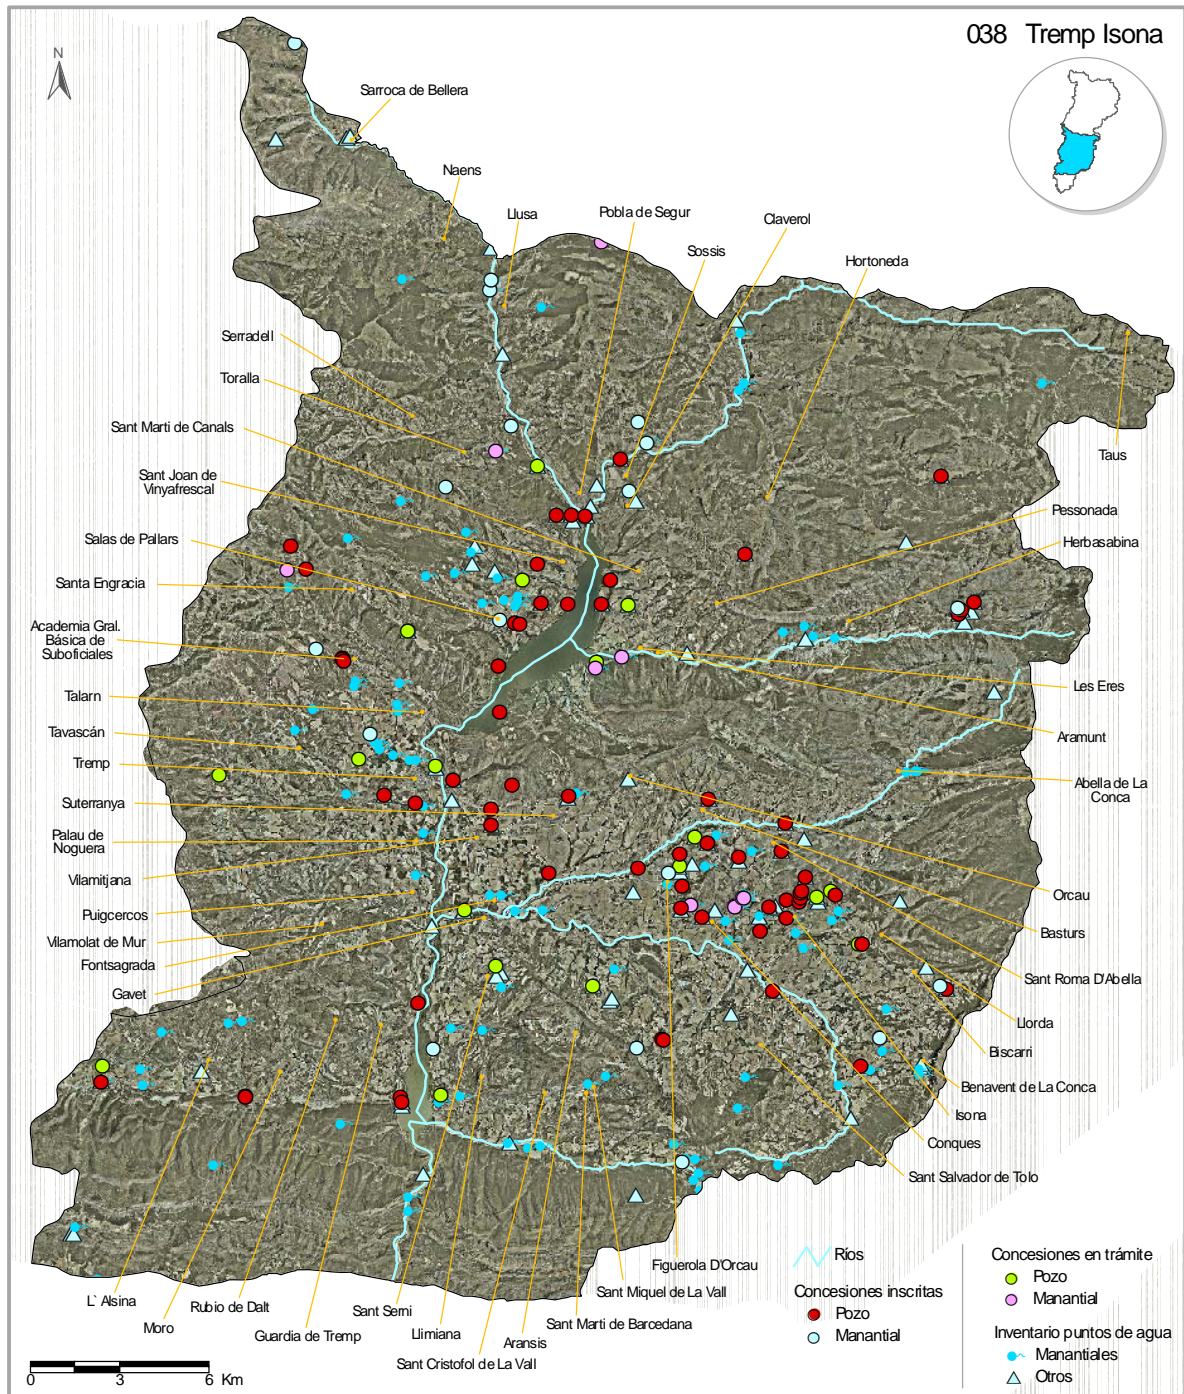 038 Tremp Isona
N
Sarroca de Bellera
Naens
Llusa
Pobla de Segur
Claverol
Sossis
Hortoneda
Serradell
Toralla
Sant Marti de Canals
Sant Joan de
Vinyafrescal
Salas de Pallars
Santa Engracia
Academia Gral.
Básica de
Suboficiales
Talarn
Tavascán
Tremp
Suterranya
Palau de
Noguera
Vilamitjana
Puigcercos
Vilamolat de Mur
Fontsagrada
Gavet
Taus
Pessonada
Herbasabina
Les Eres
Aramunt
Abella de La
Conca
Orcau
Basturs
Sant Roma D'Abella
Llorda
Biscarri
Benavent de La Conca
Isona
Conques
Sant Salvador de Tolo
Figuerola D'Orcau
Sant Miquel de La Vall
Sant Marti de Barcedana
Aransis
Sant Cristofol de La Vall
Llimiana
Sant Serni
Guardia de Tremp
Rubio de Dalt
Moro
L` Alsina
Ríos
Concesiones inscritas
Pozo
Manantial
Concesiones en trámite
Pozo
Manantial
Inventario puntos de agua
Manantiales
Otros
0 3 6 Km